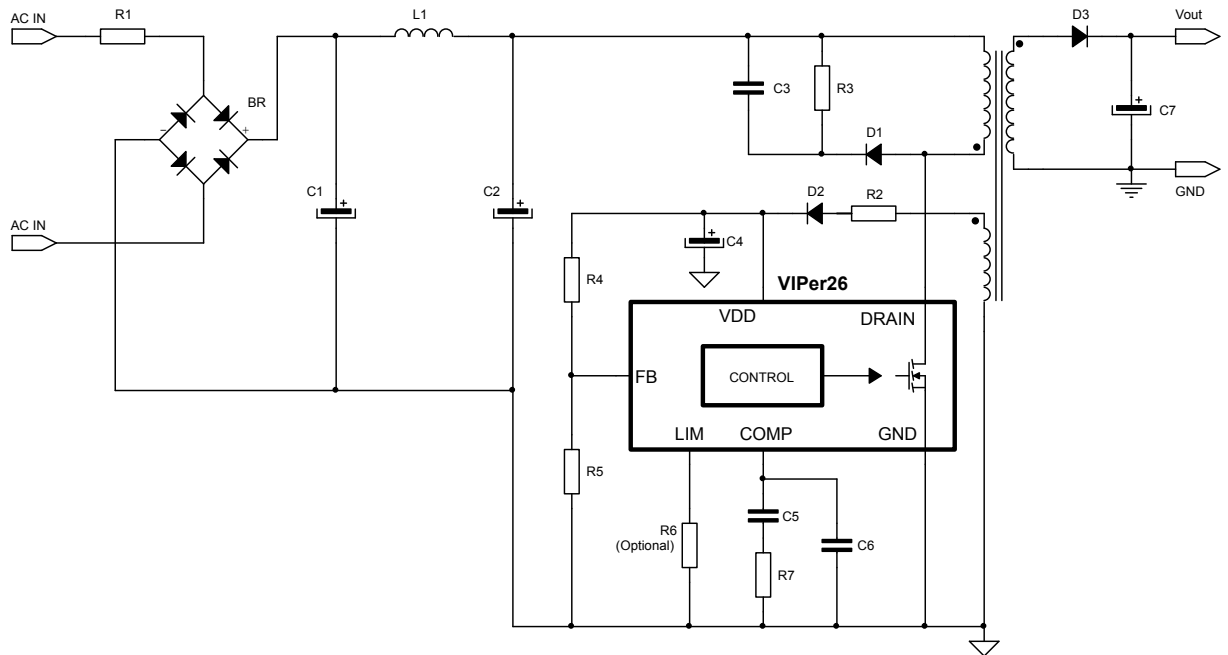 AC IN
R1
L1
D3
Vout
BR
–
+
C3
R3
+
C7
D1
C1
+
C2
+
GND
D2
R2
AC IN
+
C4
R4
VIPer26
VDD
DRAIN
FB
CONTROL
LIM
COMP
GND
R5
R6
(Optional)
C5
C6
R7